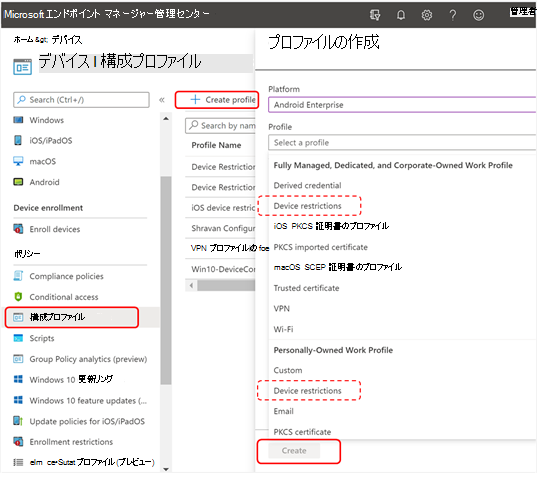 Microsoft エンドポイント マネージャー管理センター
管理者
ホーム &gt; デバイス
デバイス | 構成プロファイル
Search (Ctrl+/)
«
Windows
iOS/iPadOS
macOS
Android
Device enrollment
Enroll devices
ポリシー
Compliance policies
Conditional access
構成プロファイル
Scripts
Group Policy analytics (preview)
Windows 10 更新リング
Windows 10 feature updates (...
Update policies for iOS/iPadOS
Enrollment restrictions
elm ce·Sutat プロファイル (プレビュー)
+ Create profile
Search by name
Profile Name
Device Restriction
Device Restriction
iOS device restric
Shravan Configur
VPN プロファイルの foe
Win10-DeviceCon
プロファイルの作成
Platform
Android Enterprise
Profile
Select a profile
Fully Managed, Dedicated, and Corporate-Owned Work Profile
Derived credential
Device restrictions
iOS PKCS 証明書のプロファイル
PKCS imported certificate
macOS SCEP 証明書のプロファイル
Trusted certificate
VPN
Wi-Fi
Personally-Owned Work Profile
Custom
Device restrictions
Email
PKCS certificate
Create